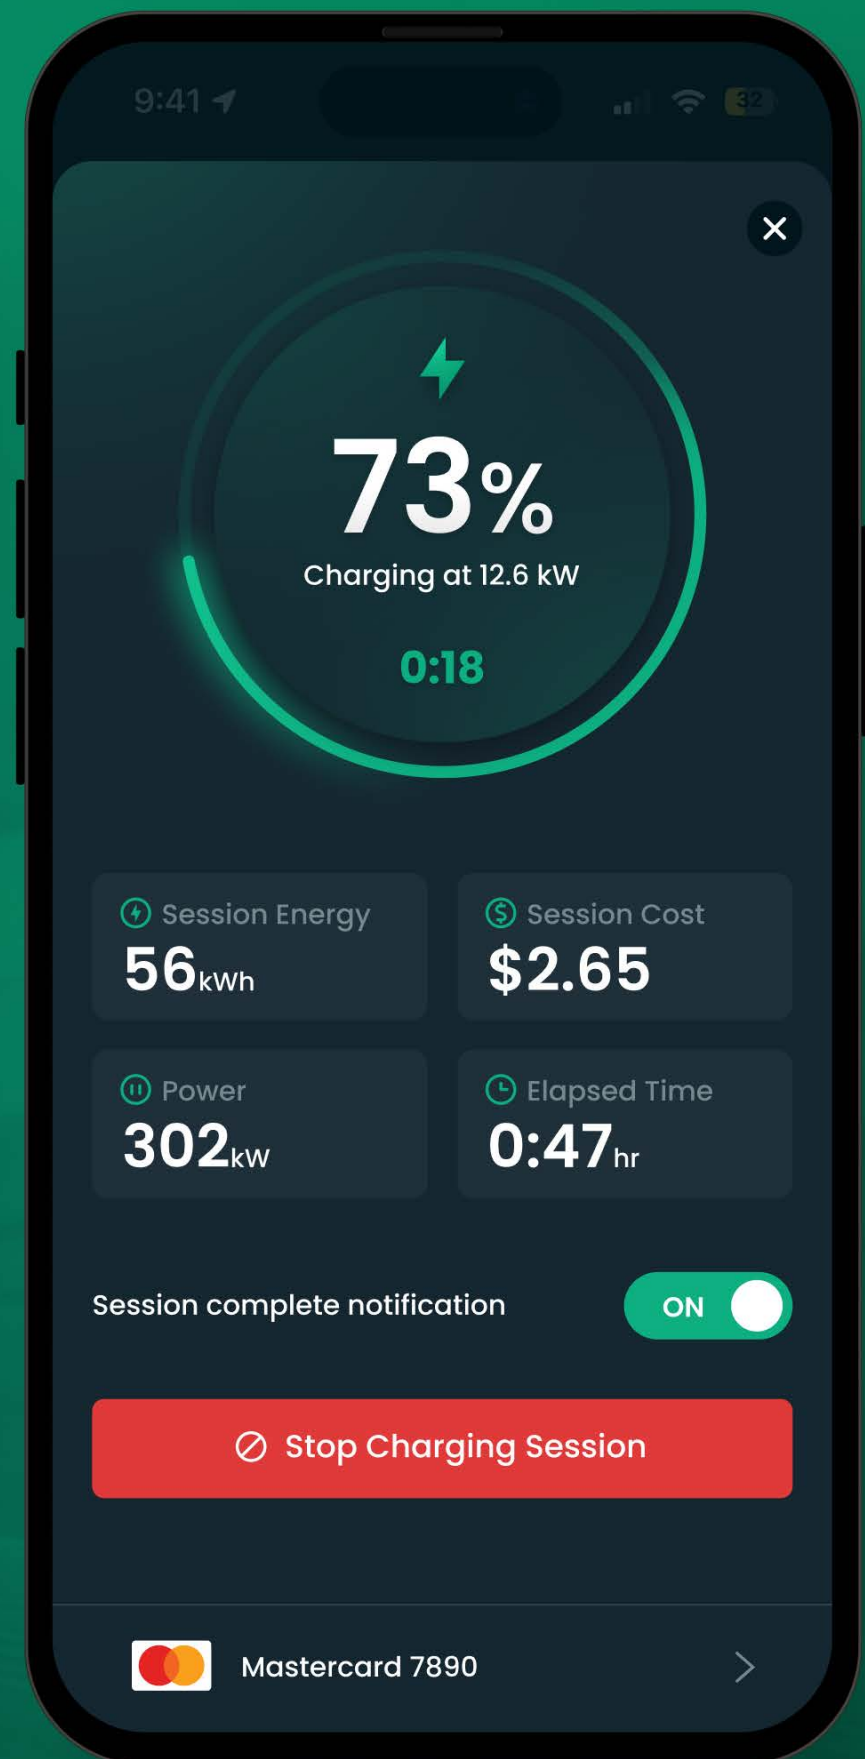 9:41
32
73%
Charging at 12.6 kW
0:18
Session Energy
56kWh
Session Cost
$2.65
Power
302kW
Elapsed Time
0:47hr
Session complete notification
ON
Stop Charging Session
Mastercard 7890